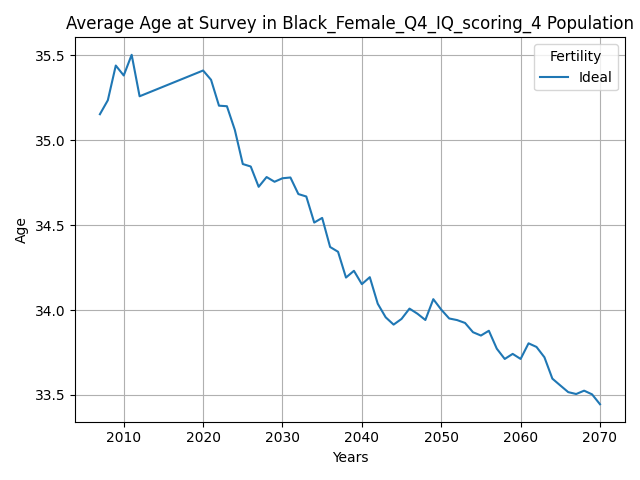 Average Age at Survey in Black_Female_Q4_IQ_scoring_4 Population
Fertility
Ideal
35.5
35.0
34.5
34.0
33.5
Age
2010 2020 2030 2040 2050 2060 2070
Years